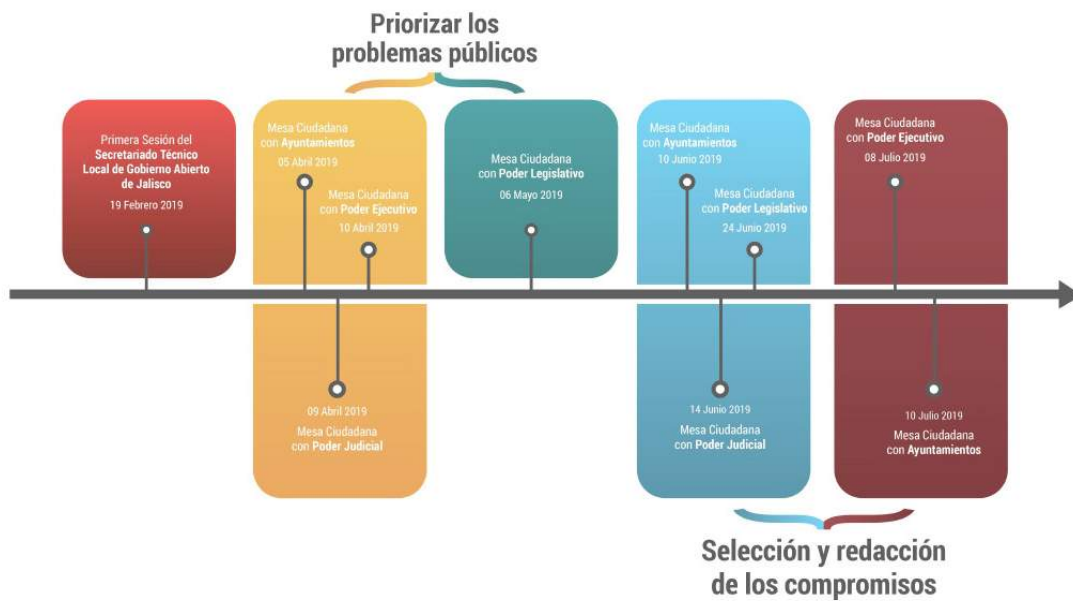 Priorizar los
problemas públicos
Primera Sesión del
Secretariado Técnico
Local de Gobierno Abierto
de Jalisco
19 Febrero 2019
Mesa Ciudadana
con Ayuntamientos
05 Abril 2019
Mesa Ciudadana
con Poder Ejecutivo
10 Abril 2019
09 Abril 2019
Mesa Ciudadana
con Poder Judicial
Mesa Ciudadana
con Poder Legislativo
06 Mayo 2019
Mesa Ciudadana
con Ayuntamientos
10 Junio 2019
Mesa Ciudadana
con Poder Legislativo
24 Junio 2019
14 Junio 2019
Mesa Ciudadana
con Poder Judicial
Mesa Ciudadana
con Poder Ejecutivo
08 Julio 2019
10 Julio 2019
Mesa Ciudadana
con Ayuntamientos
Selección y redacción
de los compromisos